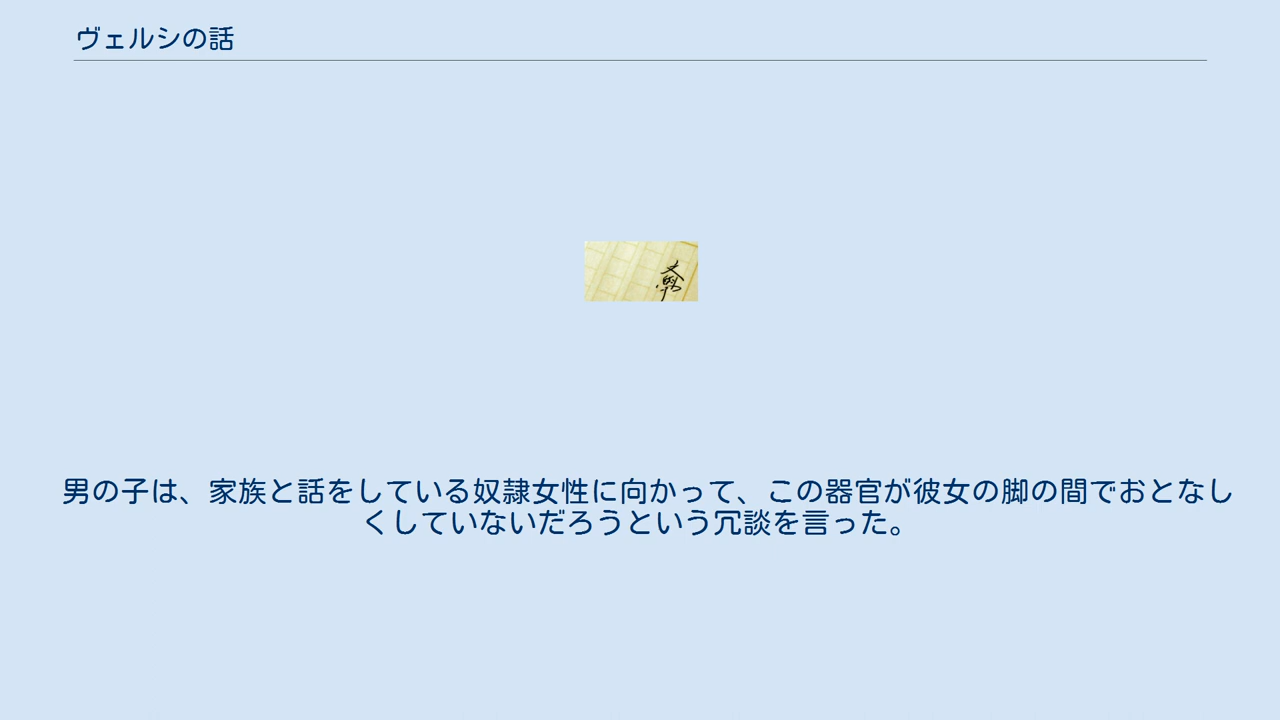 ヴェルシの話
男の子は、家族と話をしている奴隷女性に向かって、この器官が彼女の脚の間でおとなし
くしていないだろうという冗談を言った。